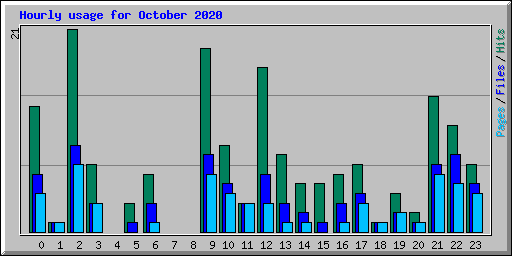 Hourly usage for October 2020
21
Pages/Files/Hits
0 1 2 3 4 5 6 7 8 9 10 11 12 13 14 15 16 17 18 19 20 21 22 23